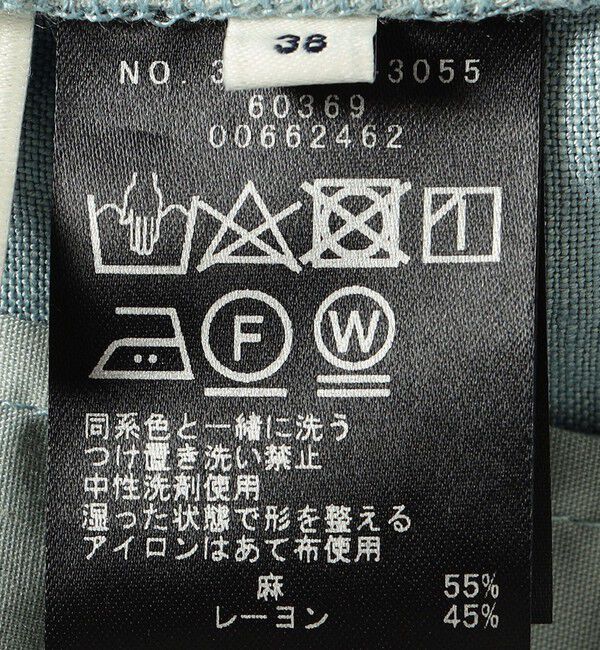 38
NO. 3 3055
60369
00662462
F
W
同系色と一緒に洗う
つけ置き洗い禁止
中性洗剤使用
湿った状態で形を整える
アイロンはあて布使用
麻 55%
レーヨン 45%